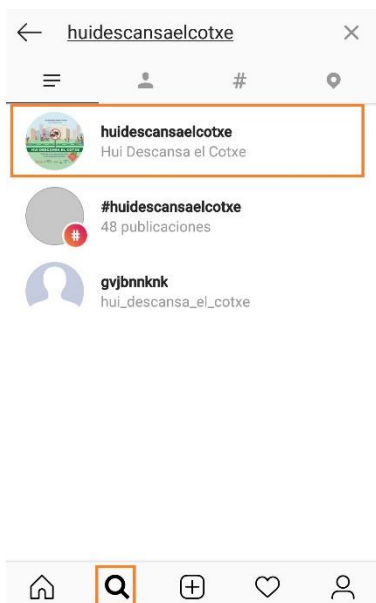 huidescansaelcotxe
#
huidescansaelcotxe
Hui Descansa el Cotxe
#huidescansaelcotxe
#
48 publicaciones
gvjbnnknk
hui_descansa_el_cotxe